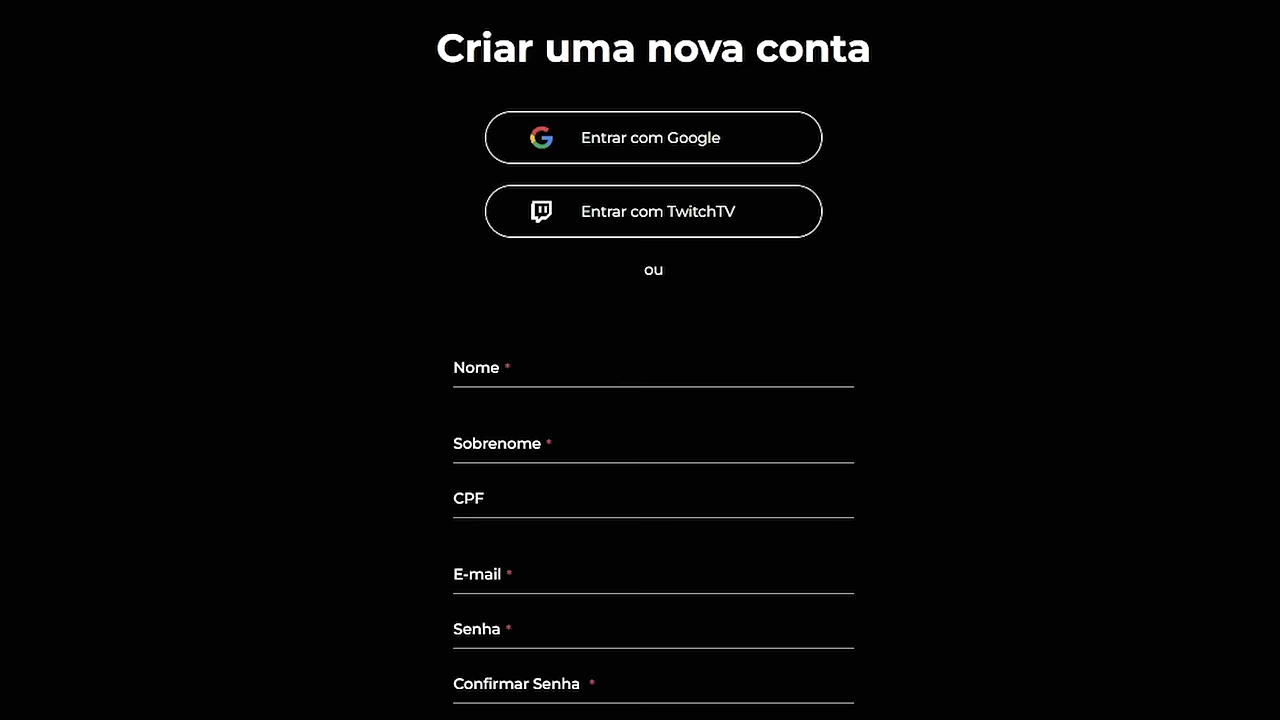 Criar uma nova conta
Entrar com Google
Entrar com TwitchTV
ou
Nome *
Sobrenome *
CPF
E-mail *
Senha *
Confirmar Senha *